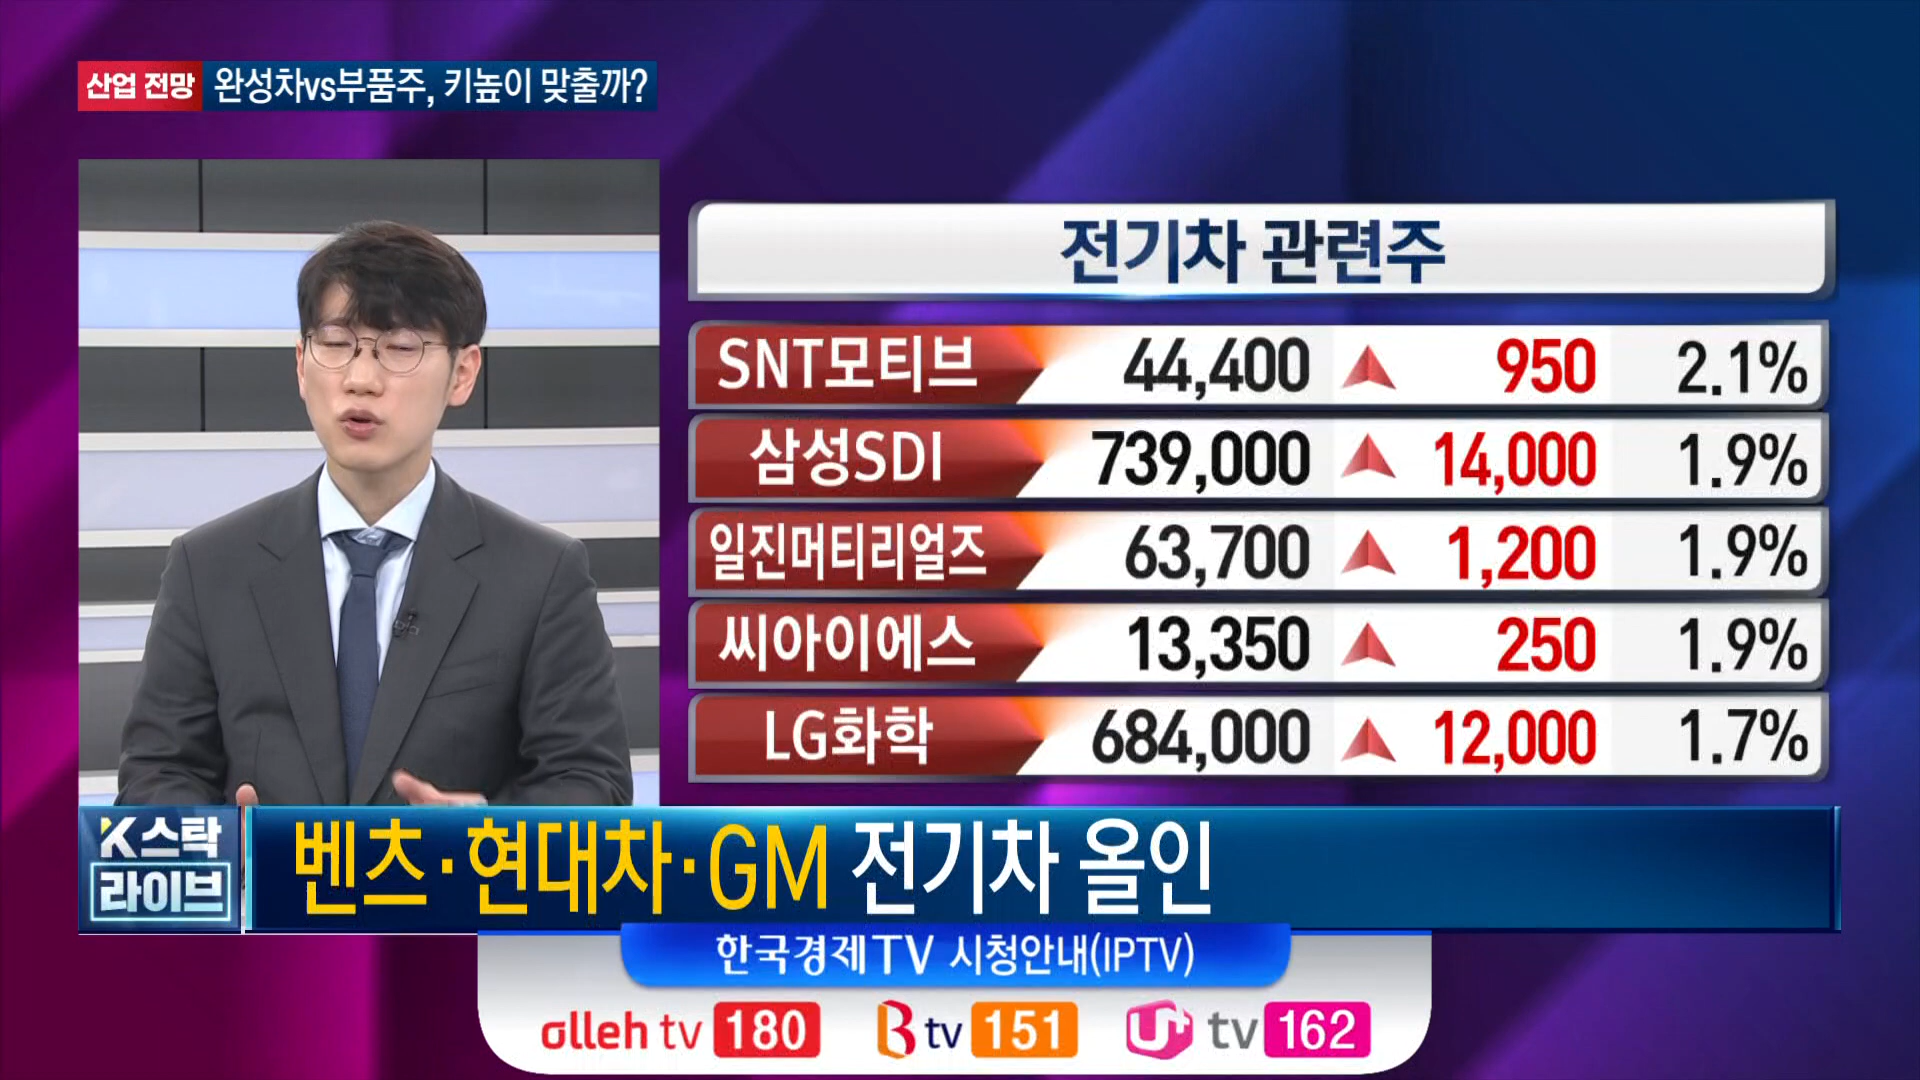 산업 전망 완성차vs부품주, 키높이 맞출까?
전기차 관련주
SNT모티브 44,400 ▲ 950 2.1%
삼성SDI 739,000 ▲ 14,000 1.9%
일진머티리얼즈 63,700 ▲ 1,200 1.9%
씨아이에스 13,350 ▲ 250 1.9%
LG화학 684,000 ▲ 12,000 1.7%
K스탁
라이브
벤츠·현대차·GM 전기차 올인
한국경제TV 시청안내(IPTV)
olleh tv 180 B tv 151 U+ tv 162